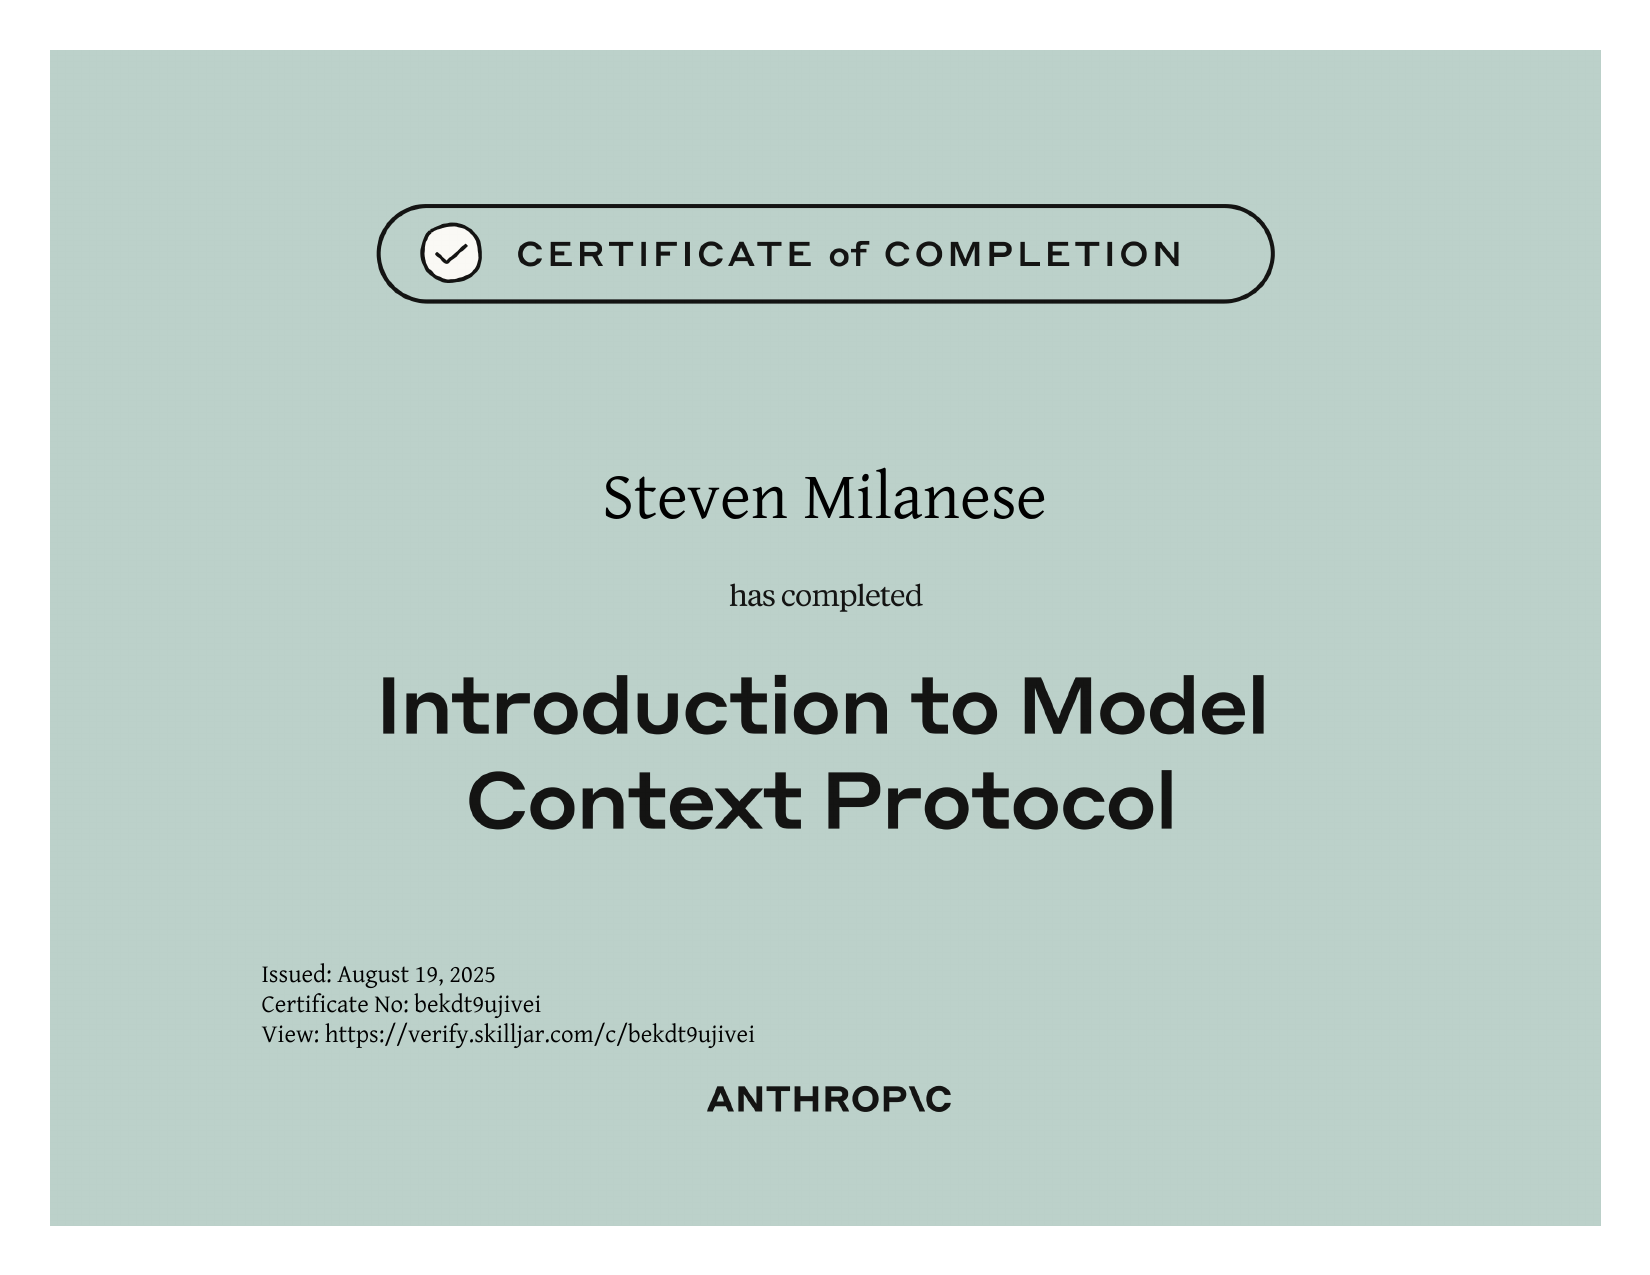 CERTIFICATE of COMPLETION
Steven Milanese
has completed
Introduction to Model
Context Protocol
Issued: August 19, 2025
Certificate No: bekdt9ujivei
View: https://verify.skilljar.com/c/bekdt9ujivei
ANTHROP\C